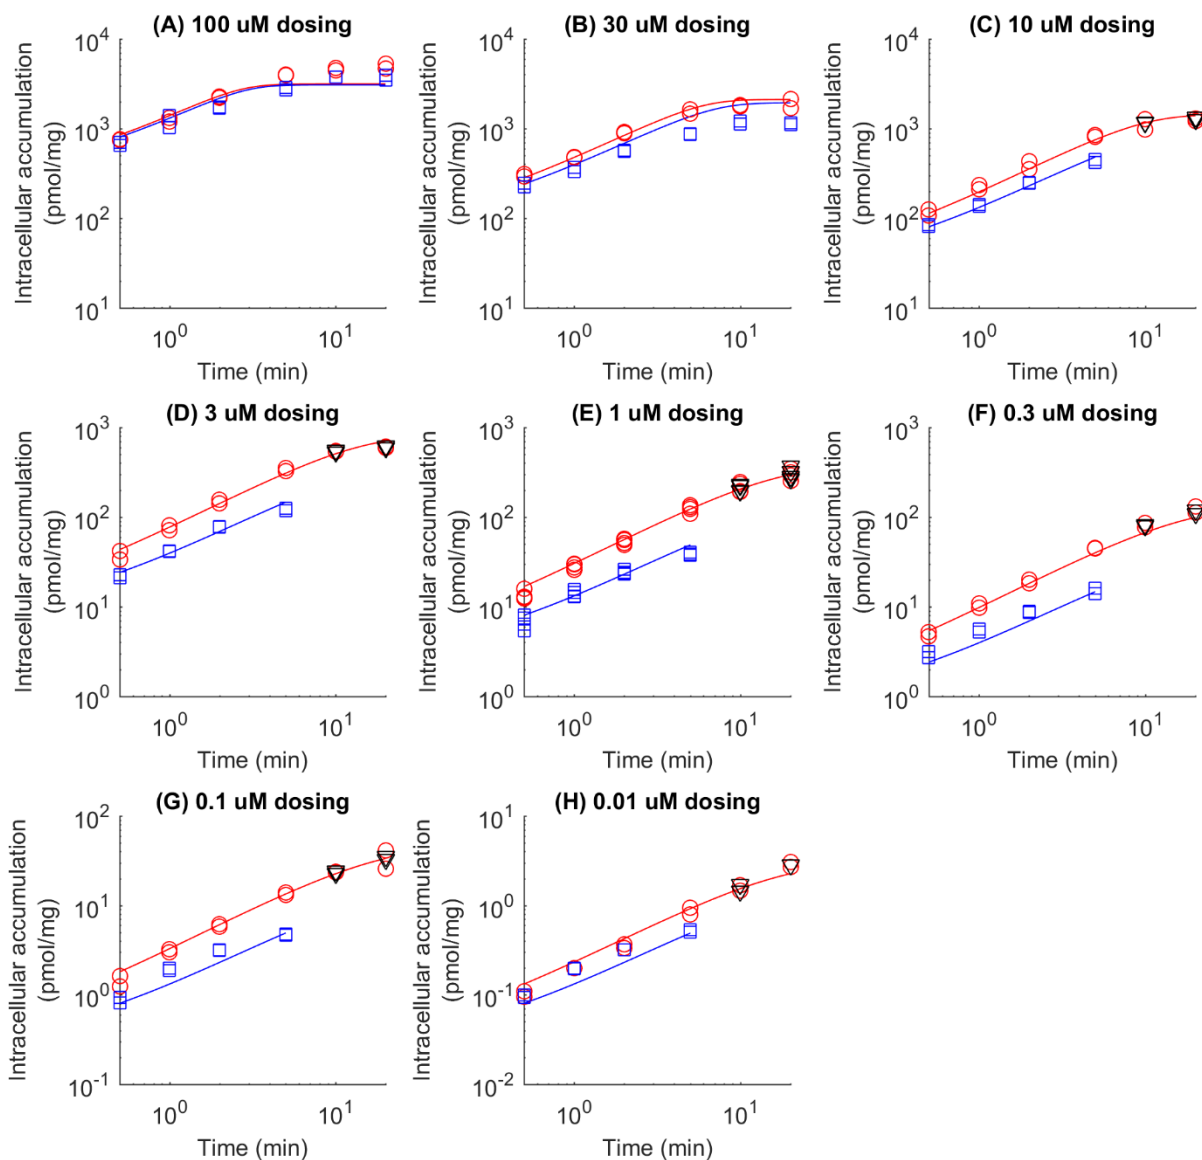 (A) 100 uM dosing
Intracellular accumulation
(pmol/mg)
10^4
10^3
10^2
10^1
10^0
10^1
Time (min)
(B) 30 uM dosing
Intracellular accumulation
(pmol/mg)
10^4
10^3
10^2
10^1
10^0
10^1
Time (min)
(C) 10 uM dosing
Intracellular accumulation
(pmol/mg)
10^4
10^3
10^2
10^1
10^0
10^1
Time (min)
(D) 3 uM dosing
Intracellular accumulation
(pmol/mg)
10^3
10^2
10^1
10^0
10^0
10^1
Time (min)
(E) 1 uM dosing
Intracellular accumulation
(pmol/mg)
10^3
10^2
10^1
10^0
10^0
10^1
Time (min)
(F) 0.3 uM dosing
Intracellular accumulation
(pmol/mg)
10^3
10^2
10^1
10^0
10^0
10^1
Time (min)
(G) 0.1 uM dosing
Intracellular accumulation
(pmol/mg)
10^2
10^1
10^0
10^-1
10^0
10^1
Time (min)
(H) 0.01 uM dosing
Intracellular accumulation
(pmol/mg)
10^1
10^0
10^-1
10^-2
10^0
10^1
Time (min)